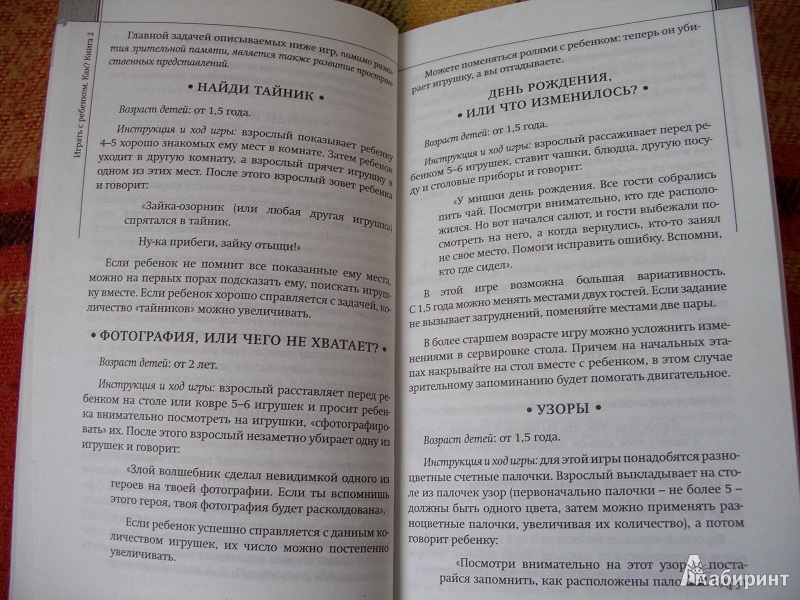 Играть с ребенком. Как? Книга 2
Главной задачей описываемых ниже игр, помимо разви-
тия зрительной памяти, является также развитие простран-
ственных представлений.
• НАЙДИ ТАЙНИК •
Возраст детей: от 1,5 года.
Инструкция и ход игры: взрослый показывает ребенку
4–5 хорошо знакомых ему мест в комнате. Затем ребенок
уходит в другую комнату, а взрослый прячет игрушку в
одном из этих мест. После этого взрослый зовет ребенка
и говорит:
«Зайка-озорник (или любая другая игрушка)
спрятался в тайник.
Ну-ка прибеги, зайку отыщи!»
Если ребенок не помнит все показанные ему места,
можно на первых порах подсказать ему, поискать игруш-
ку вместе. Если ребенок хорошо справляется с задачей, ко-
личество «тайников» можно увеличивать.
• ФОТОГРАФИЯ, ИЛИ ЧЕГО НЕ ХВАТАЕТ? •
Возраст детей: от 2 лет.
Инструкция и ход игры: взрослый расставляет перед ре-
бенком на столе или ковре 5–6 игрушек и просит ребен-
ка внимательно посмотреть на игрушки, «сфотографиро-
вать» их. После этого взрослый незаметно убирает одну из
игрушек и говорит:
«Злой волшебник сделал невидимкой одного из
героев на твоей фотографии. Если ты вспомнишь
этого героя, твоя фотография будет расколдована».
Если ребенок успешно справляется с данным ко-
личеством игрушек, их число можно постепенно
увеличивать.
Можете поменяться ролями с ребенком: теперь он уби-
рает игрушку, а вы отгадываете.
ДЕНЬ РОЖДЕНИЯ,
• ИЛИ ЧТО ИЗМЕНИЛОСЬ? •
Возраст детей: от 1,5 года.
Инструкция и ход игры: взрослый рассаживает перед ре-
бенком 5–6 игрушек, ставит чашки, блюдца, другую посу-
ду и столовые приборы и говорит:
«У мишки день рождения. Все гости собрались
пить чай. Посмотри внимательно, кто где располо-
жился. Но вот начался салют, и гости выбежали по-
смотреть на него, а когда вернулись, кто-то занял
не свое место. Помоги исправить ошибку. Вспомни,
кто где сидел».
В этой игре возможна большая вариативность.
С 1,5 года можно менять местами двух гостей. Если задание
не вызывает затруднений, поменяйте местами две пары.
В более старшем возрасте игру можно усложнить изме-
нениями в сервировке стола. Причем на начальных эта-
пах накрывайте на стол вместе с ребенком, в этом случае
зрительному запоминанию будет помогать двигательное.
• УЗОРЫ •
Возраст детей: от 1,5 года.
Инструкция и ход игры: для этой игры понадобятся разно-
цветные счетные палочки. Взрослый выкладывает на сто-
ле из палочек узор (первоначально палочки – не более 5 –
должны быть одного цвета, затем можно применять раз-
ноцветные палочки, увеличивая их количество), а потом
говорит ребенку:
«Посмотри внимательно на этот узор, поста-
райся запомнить, как расположены
Лабиринт